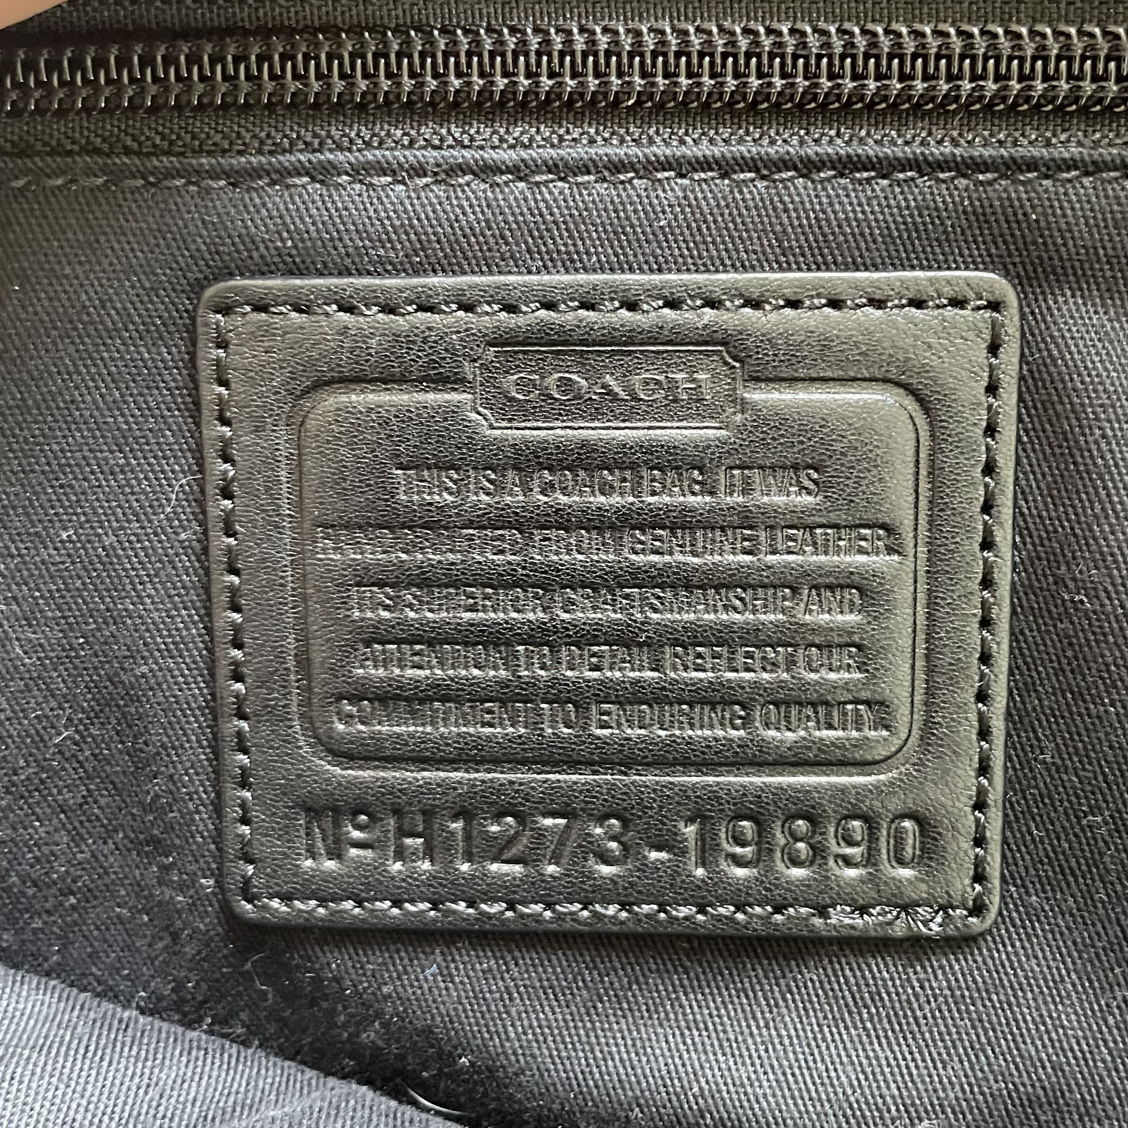 COACH
THIS IS A COACH BAG. IT WAS
HANDCRAFTED FROM GENUINE LEATHER.
ITS SUPERIOR CRAFTSMANSHIP AND
ATTENTION TO DETAIL REFLECT OUR
COMMITMENT TO ENDURING QUALITY.
Nº H1273-19890